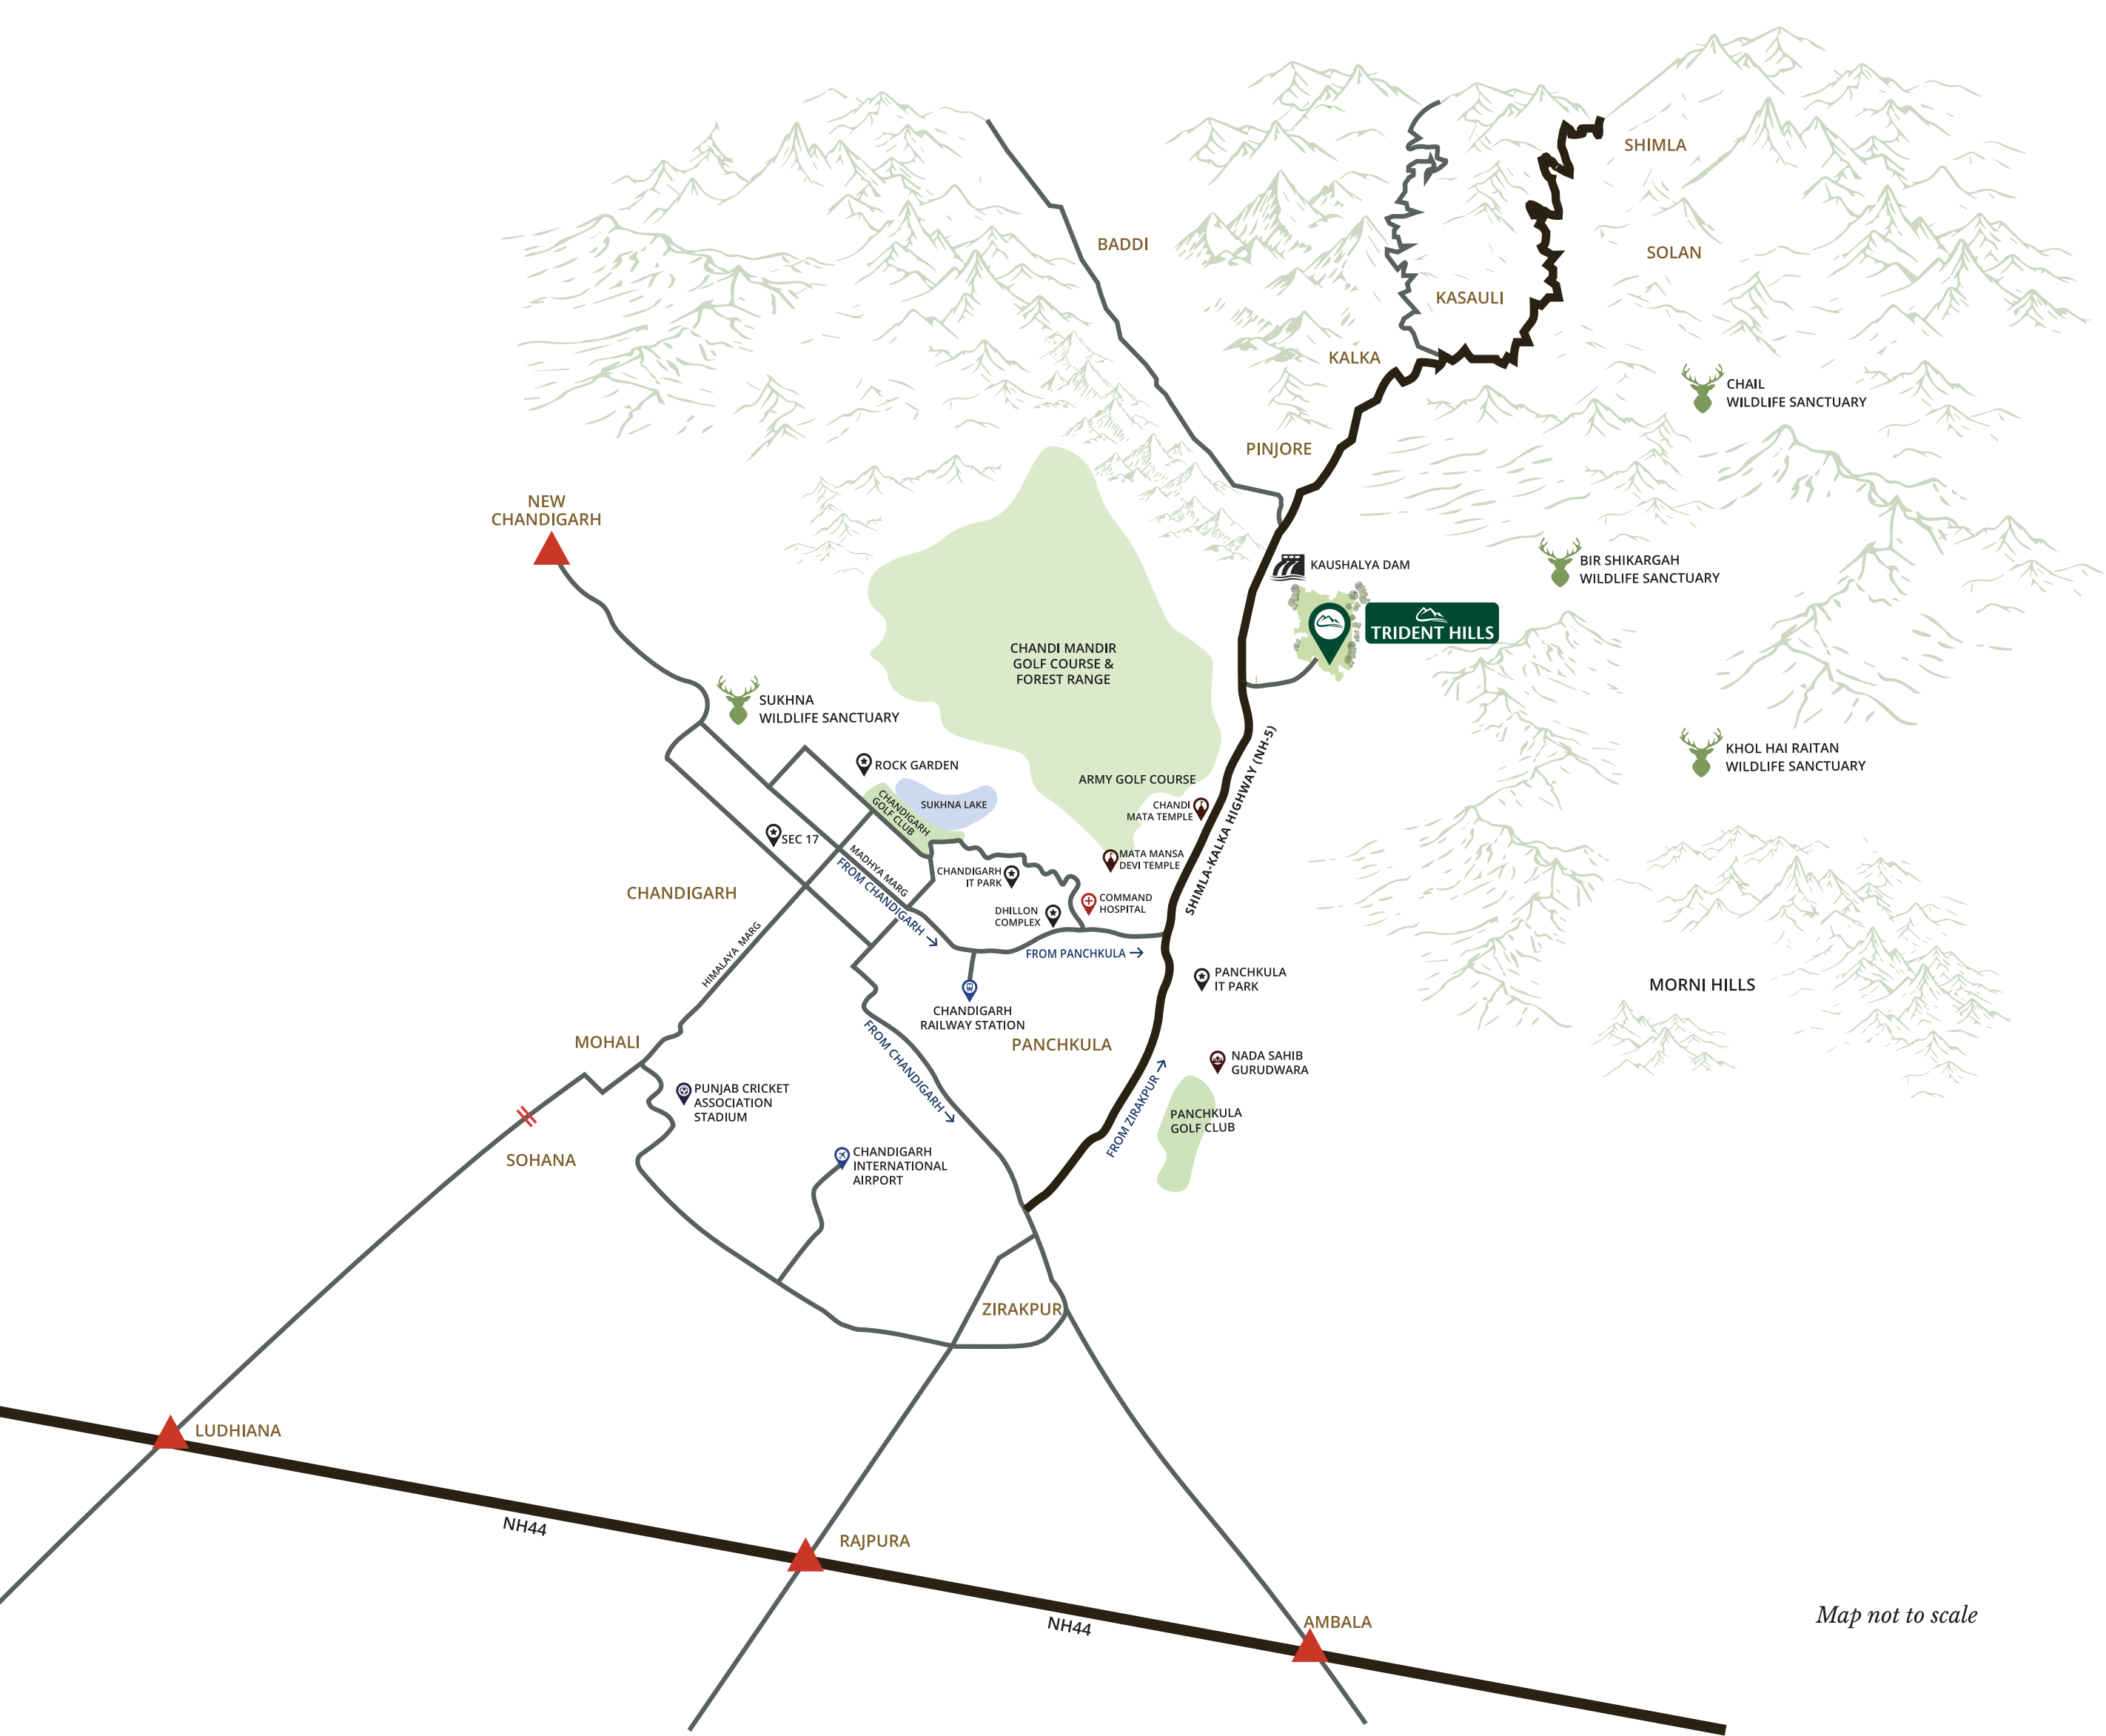 SHIMLA
BADDI
SOLAN
KASAULI
KALKA
CHAIL
WILDLIFE SANCTUARY
PINJORE
NEW
CHANDIGARH
KAUSHALYA DAM
BIR SHIKARGAH
WILDLIFE SANCTUARY
TRIDENT HILLS
CHANDI MANDIR
GOLF COURSE &
FOREST RANGE
SUKHNA
WILDLIFE SANCTUARY
KHOL HAI RAITAN
WILDLIFE SANCTUARY
ROCK GARDEN
ARMY GOLF COURSE
CHANDIGARH
GOLF CLUB
SUKHNA LAKE
CHANDI
MATA TEMPLE
SHIMLA-KALKA HIGHWAY (NH-5)
SEC 17
MADHYA MARG
FROM CHANDIGARH →
MATA MANSA
DEVI TEMPLE
CHANDIGARH
IT PARK
CHANDIGARH
COMMAND
HOSPITAL
DHILLON
COMPLEX
HIMALAYA MARG
FROM PANCHKULA →
PANCHKULA
IT PARK
MORNI HILLS
CHANDIGARH
RAILWAY STATION
MOHALI
PANCHKULA
FROM CHANDIGARH →
NADA SAHIB
GURUDWARA
FROM ZIRAKPUR →
PUNJAB CRICKET
ASSOCIATION
STADIUM
PANCHKULA
GOLF CLUB
SOHANA
CHANDIGARH
INTERNATIONAL
AIRPORT
ZIRAKPUR
LUDHIANA
NH44
RAJPURA
NH44
AMBALA
Map not to scale